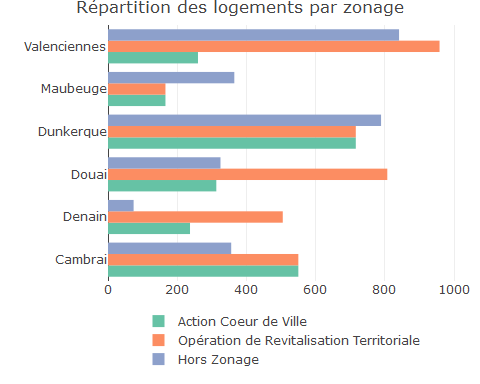 Répartition des logements par zonage
Valenciennes
Maubeuge
Dunkerque
Douai
Denain
Cambrai
0 200 400 600 800 1000
Action Coeur de Ville
Opération de Revitalisation Territoriale
Hors Zonage